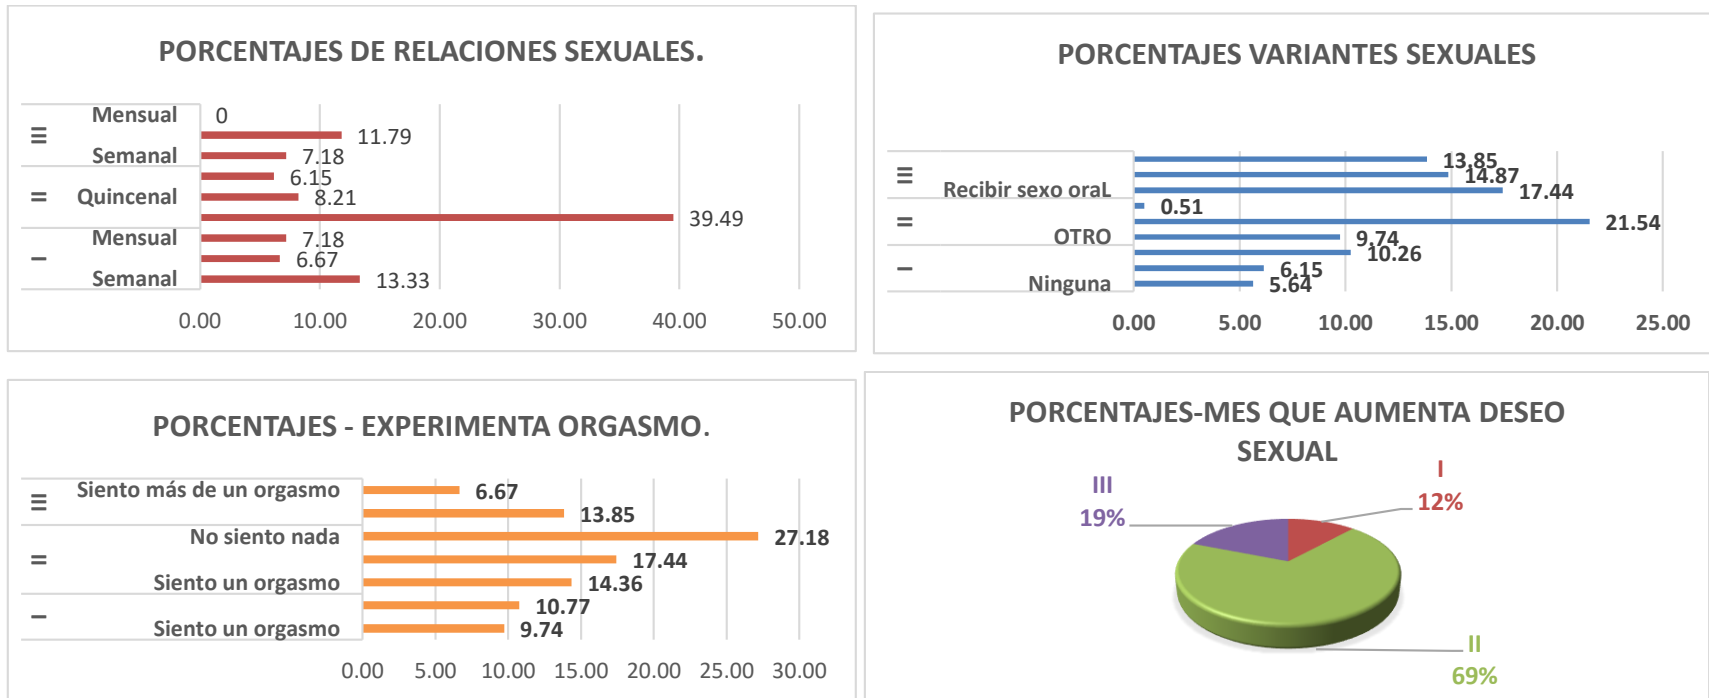 PORCENTAJES DE RELACIONES SEXUALES.
III
Mensual
0
11.79
Semanal
7.18
II
6.15
Quincenal
8.21
39.49
I
Mensual
7.18
6.67
Semanal
13.33
0.00 10.00 20.00 30.00 40.00 50.00
PORCENTAJES VARIANTES SEXUALES
III
13.85
14.87
Recibir sexo oraL
17.44
II
0.51
21.54
OTRO
9.74
I
10.26
6.15
Ninguna
5.64
0.00 5.00 10.00 15.00 20.00 25.00
PORCENTAJES - EXPERIMENTA ORGASMO.
III
Siento más de un orgasmo
6.67
13.85
II
No siento nada
27.18
17.44
Siento un orgasmo
14.36
I
10.77
Siento un orgasmo
9.74
0.00 5.00 10.00 15.00 20.00 25.00 30.00
PORCENTAJES-MES QUE AUMENTA DESEO
SEXUAL
I
12%
III
19%
II
69%